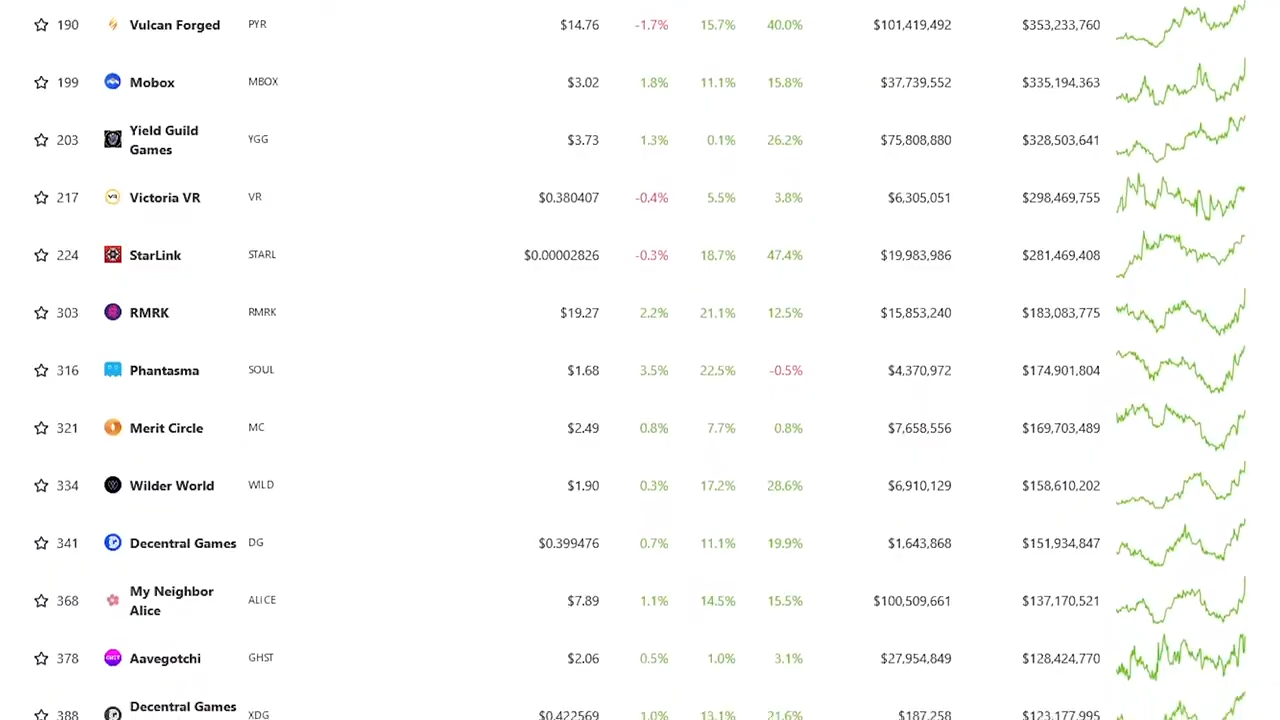 190 Vulcan Forged PYR $14.76 -1.7% 15.7% 40.0% $101,419,492 $353,233,760
199 Mobox MBOX $3.02 1.8% 11.1% 15.8% $37,739,552 $335,194,363
203 Yield Guild Games YGG $3.73 1.3% 0.1% 26.2% $75,808,880 $328,503,641
217 Victoria VR VR $0.380407 -0.4% 5.5% 3.8% $6,305,051 $298,469,755
224 StarLink STARL $0.00002826 -0.3% 18.7% 47.4% $19,983,986 $281,469,408
303 RMRK RMRK $19.27 2.2% 21.1% 12.5% $15,853,240 $183,083,775
316 Phantasma SOUL $1.68 3.5% 22.5% -0.5% $4,370,972 $174,901,804
321 Merit Circle MC $2.49 0.8% 7.7% 0.8% $7,658,556 $169,703,489
334 Wilder World WILD $1.90 0.3% 17.2% 28.6% $6,910,129 $158,610,202
341 Decentral Games DG $0.399476 0.7% 11.1% 19.9% $1,643,868 $151,934,847
368 My Neighbor Alice ALICE $7.89 1.1% 14.5% 15.5% $100,509,661 $137,170,521
378 Aavegotchi GHST $2.06 0.5% 1.0% 3.1% $27,954,849 $128,424,770
388 Decentral Games XDG $0.422569 1.0% 13.1% 21.6% $187,258 $123,177,995